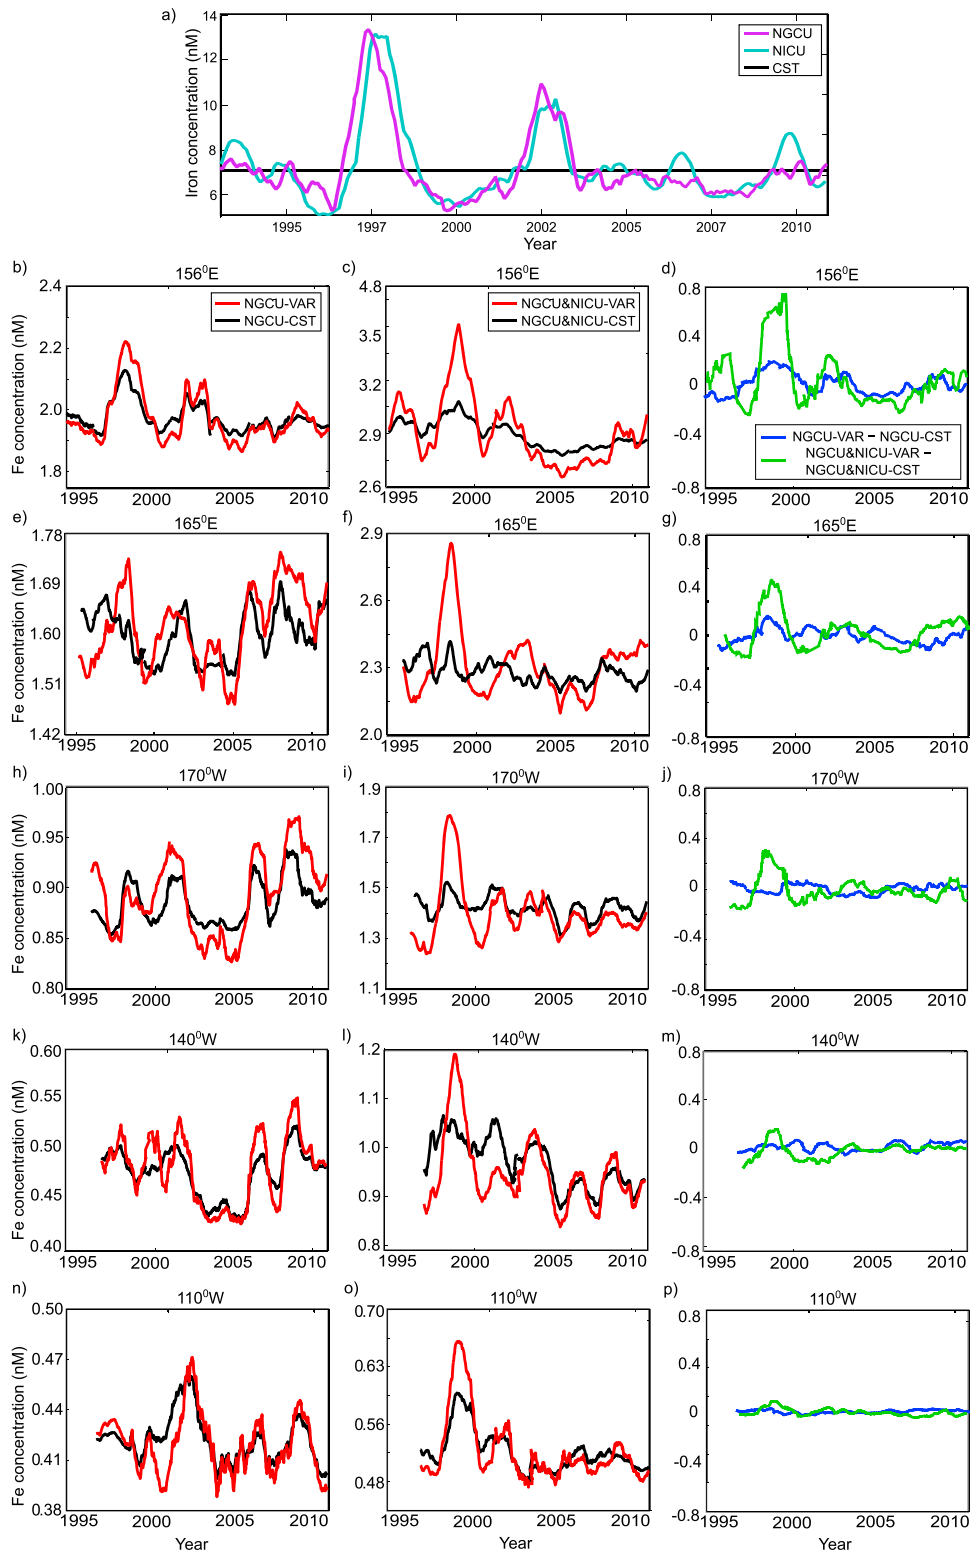 a)
Iron concentration (nM)
14
12
10
8
6
NGCU
NICU
CST
1995 1997 2000 2002 2005 2007 2010
Year
b) 156⁰E
Fe concentration (nM)
2.4
2.2
2.0
1.8
NGCU-VAR
NGCU-CST
1995 2000 2005 2010
c) 156⁰E
4.8
3.5
3.2
2.9
2.6
NGCU&NICU-VAR
NGCU&NICU-CST
1995 2000 2005 2010
d) 156⁰E
0.8
0.4
0
-0.4
-0.8
NGCU-VAR – NGCU-CST
NGCU&NICU-VAR –
NGCU&NICU-CST
1995 2000 2005 2010
e) 165⁰E
Fe concentration (nM)
1.78
1.69
1.60
1.51
1.42
1995 2000 2005 2010
f) 165⁰E
2.9
2.6
2.3
2.0
1995 2000 2005 2010
g) 165⁰E
0.8
0.4
0
-0.4
-0.8
1995 2000 2005 2010
h) 170⁰W
Fe concentration (nM)
1.00
0.95
0.90
0.85
0.80
1995 2000 2005 2010
i) 170⁰W
1.9
1.7
1.5
1.3
1.1
1995 2000 2005 2010
j) 170⁰W
0.8
0.4
0
-0.4
-0.8
1995 2000 2005 2010
k) 140⁰W
Fe concentration (nM)
0.60
0.55
0.50
0.45
0.40
1995 2000 2005 2010
l) 140⁰W
1.2
1.1
1.0
0.9
0.8
1995 2000 2005 2010
m) 140⁰W
0.8
0.4
0
-0.4
-0.8
1995 2000 2005 2010
n) 110⁰W
Fe concentration (nM)
0.50
0.47
0.44
0.41
0.38
1995 2000 2005 2010
Year
o) 110⁰W
0.70
0.63
0.56
0.48
1995 2000 2005 2010
Year
p) 110⁰W
0.8
0.4
0
-0.4
-0.8
1995 2000 2005 2010
Year